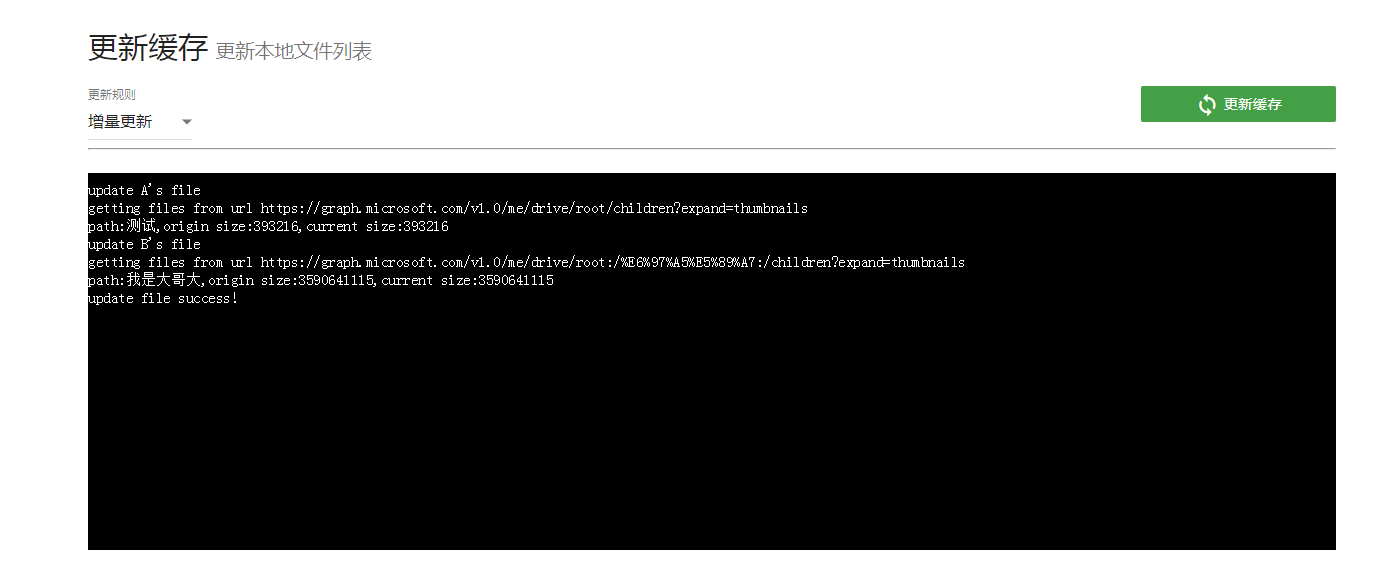 更新缓存 更新本地文件列表
更新规则
增量更新
更新缓存
update A's file
getting files from url https://graph.microsoft.com/v1.0/me/drive/root/children?expand=thumbnails
path:测试,origin size:393216,current size:393216
update B's file
getting files from url https://graph.microsoft.com/v1.0/me/drive/root:/%E6%97%A5%E5%89%A7:/children?expand=thumbnails
path:我是大哥大,origin size:3590641115,current size:3590641115
update file success!